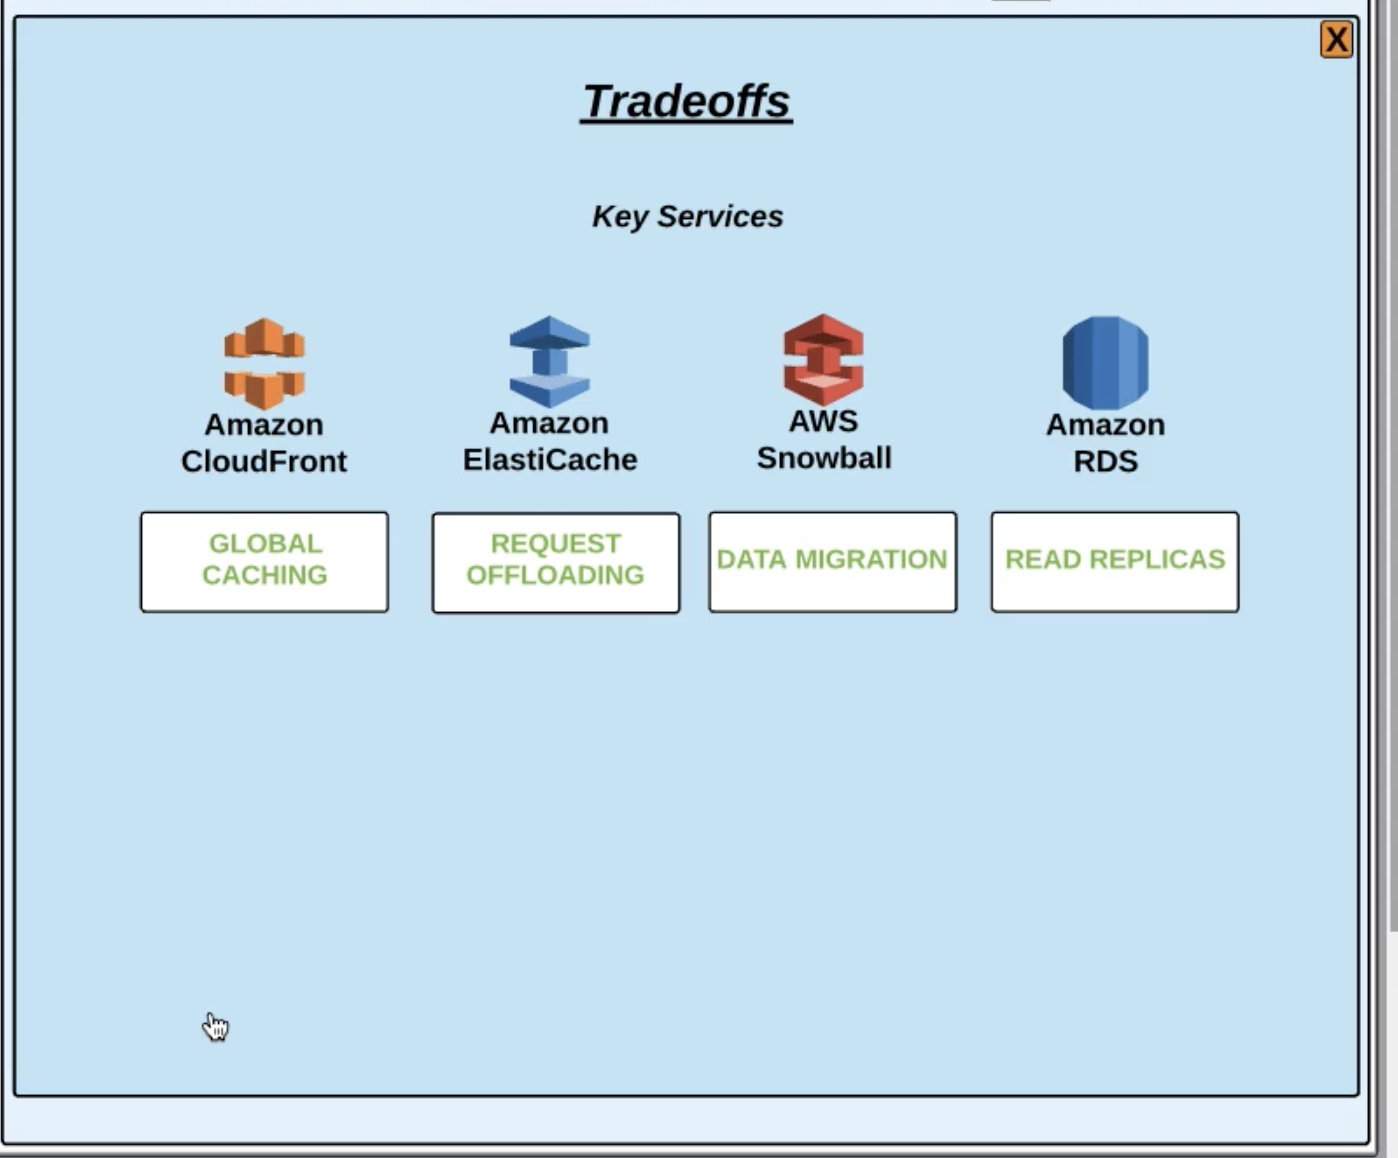 X
Tradeoffs
Key Services
Amazon
CloudFront
Amazon
ElastiCache
AWS
Snowball
Amazon
RDS
GLOBAL
CACHING
REQUEST
OFFLOADING
DATA MIGRATION
READ REPLICAS